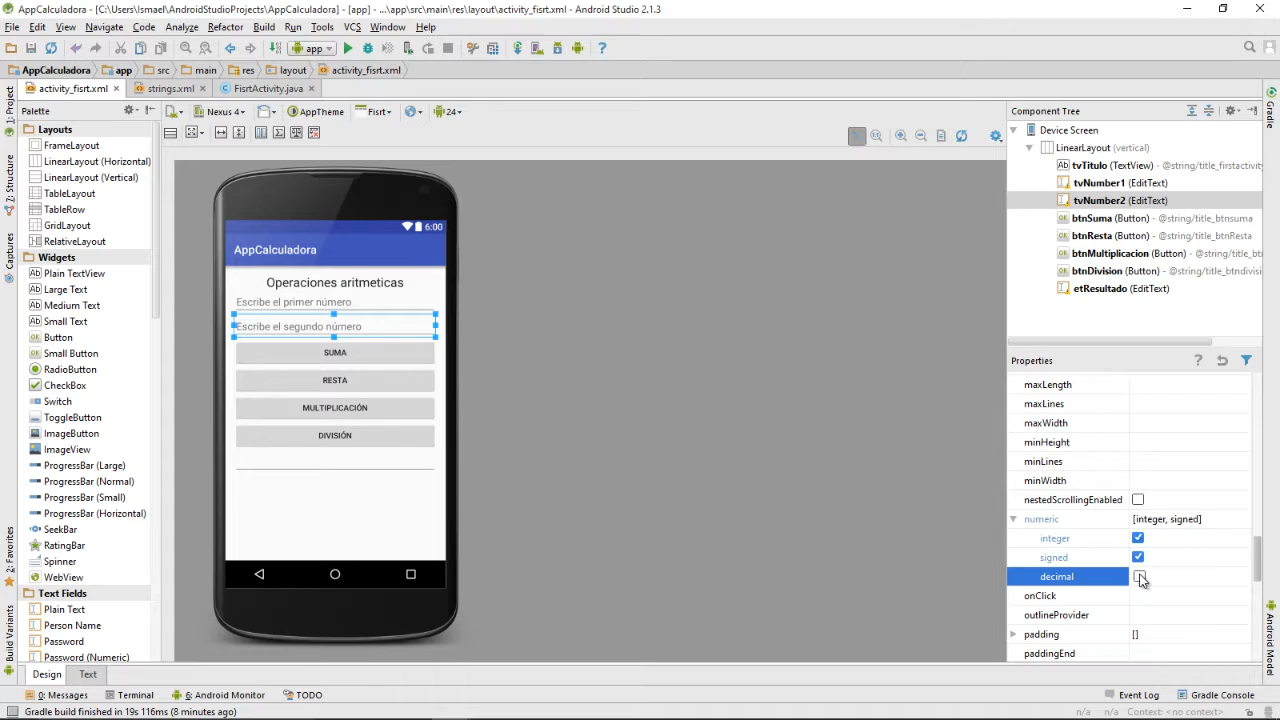 AppCalculadora - [C:\Users\Ismael\AndroidStudioProjects\AppCalculadora] - [app] - ...\app\src\main\res\layout\activity_fisrt.xml - Android Studio 2.1.3
File Edit View Navigate Code Analyze Refactor Build Run Tools VCS Window Help
app
AppCalculadora app src main res layout activity_fisrt.xml
activity_fisrt.xml strings.xml FisrtActivity.java
Palette
Nexus 4 AppTheme Fisrt 24
Component Tree
Layouts
FrameLayout
LinearLayout (Horizontal)
LinearLayout (Vertical)
TableLayout
TableRow
GridLayout
RelativeLayout
Widgets
Plain TextView
Large Text
Medium Text
Small Text
Button
Small Button
RadioButton
CheckBox
Switch
ToggleButton
ImageButton
ImageView
ProgressBar (Large)
ProgressBar (Normal)
ProgressBar (Small)
ProgressBar (Horizontal)
SeekBar
RatingBar
Spinner
WebView
Text Fields
Plain Text
Person Name
Password
Password (Numeric)
1: Project
7: Structure
Captures
2: Favorites
Build Variants
6:00
AppCalculadora
Operaciones aritmeticas
Escribe el primer número
Escribe el segundo número
SUMA
RESTA
MULTIPLICACIÓN
DIVISIÓN
Device Screen
LinearLayout (vertical)
tvTitulo (TextView) - @string/title_firstactivity
tvNumber1 (EditText)
tvNumber2 (EditText)
btnSuma (Button) - @string/title_btnsuma
btnResta (Button) - @string/title_btnResta
btnMultiplicacion (Button) - @string/title_bt
btnDivision (Button) - @string/title_btndivisi
etResultado (EditText)
Properties
maxLength
maxLines
maxWidth
minHeight
minLines
minWidth
nestedScrollingEnabled
numeric [integer, signed]
integer
signed
decimal
onClick
outlineProvider
padding []
paddingEnd
Gradle
Android Model
Design Text
0: Messages Terminal 6: Android Monitor TODO Event Log Gradle Console
Gradle build finished in 19s 116ms (8 minutes ago) n/a n/a Context: <no context>